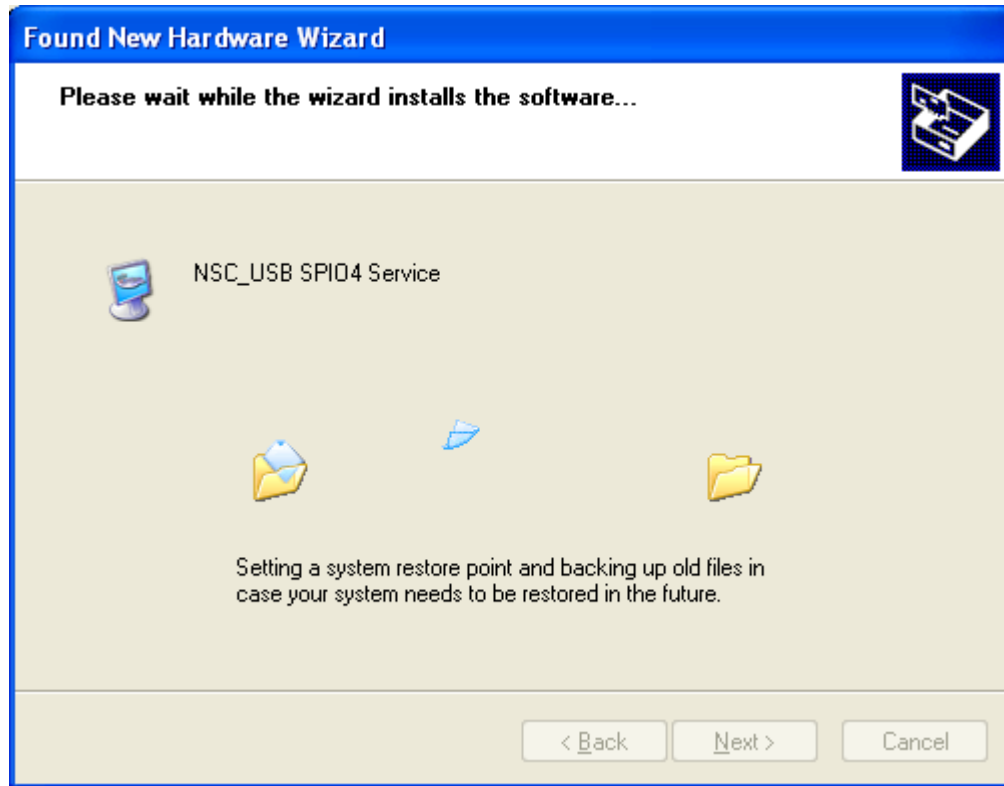 Found New Hardware Wizard
Please wait while the wizard installs the software...
NSC_USB SPIO4 Service
Setting a system restore point and backing up old files in
case your system needs to be restored in the future.
< Back Next > Cancel